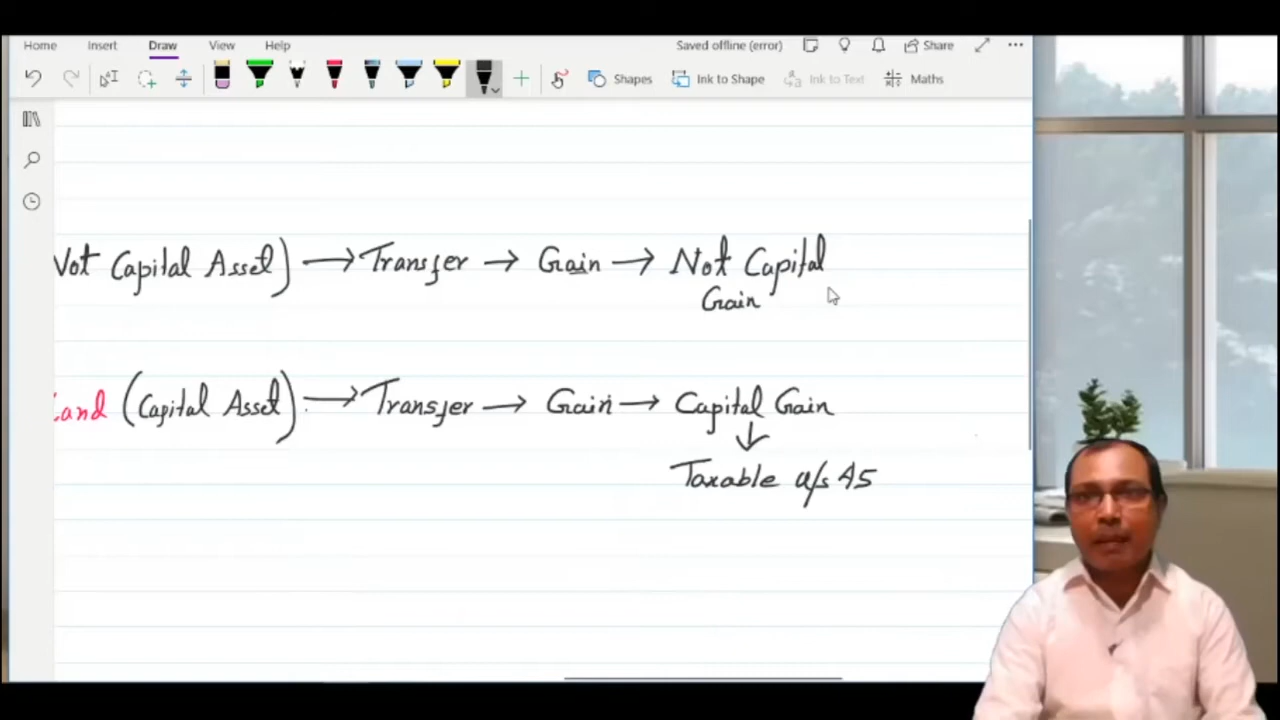 Home Insert Draw View Help Saved offline (error) Share
Shapes Ink to Shape Ink to Text Maths
Not Capital Asset) → Transfer → Gain → Not Capital
Gain
Land (Capital Asset) → Transfer → Gain → Capital Gain
↓
Taxable u/s 45